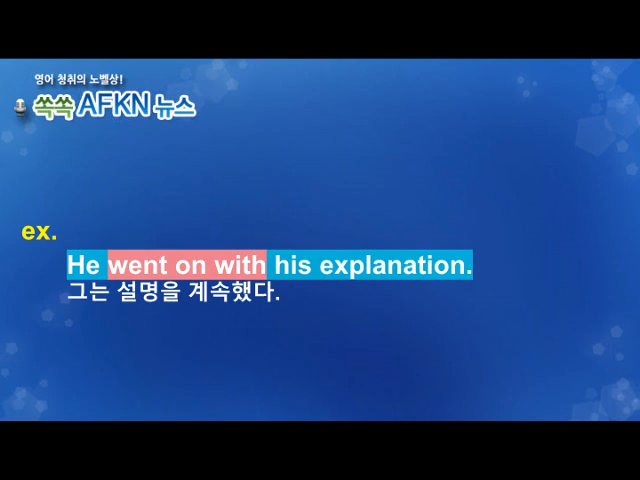 영어 청취의 노벨상!
쏙쏙 AFKN 뉴스
ex.
He went on with his explanation.
그는 설명을 계속했다.